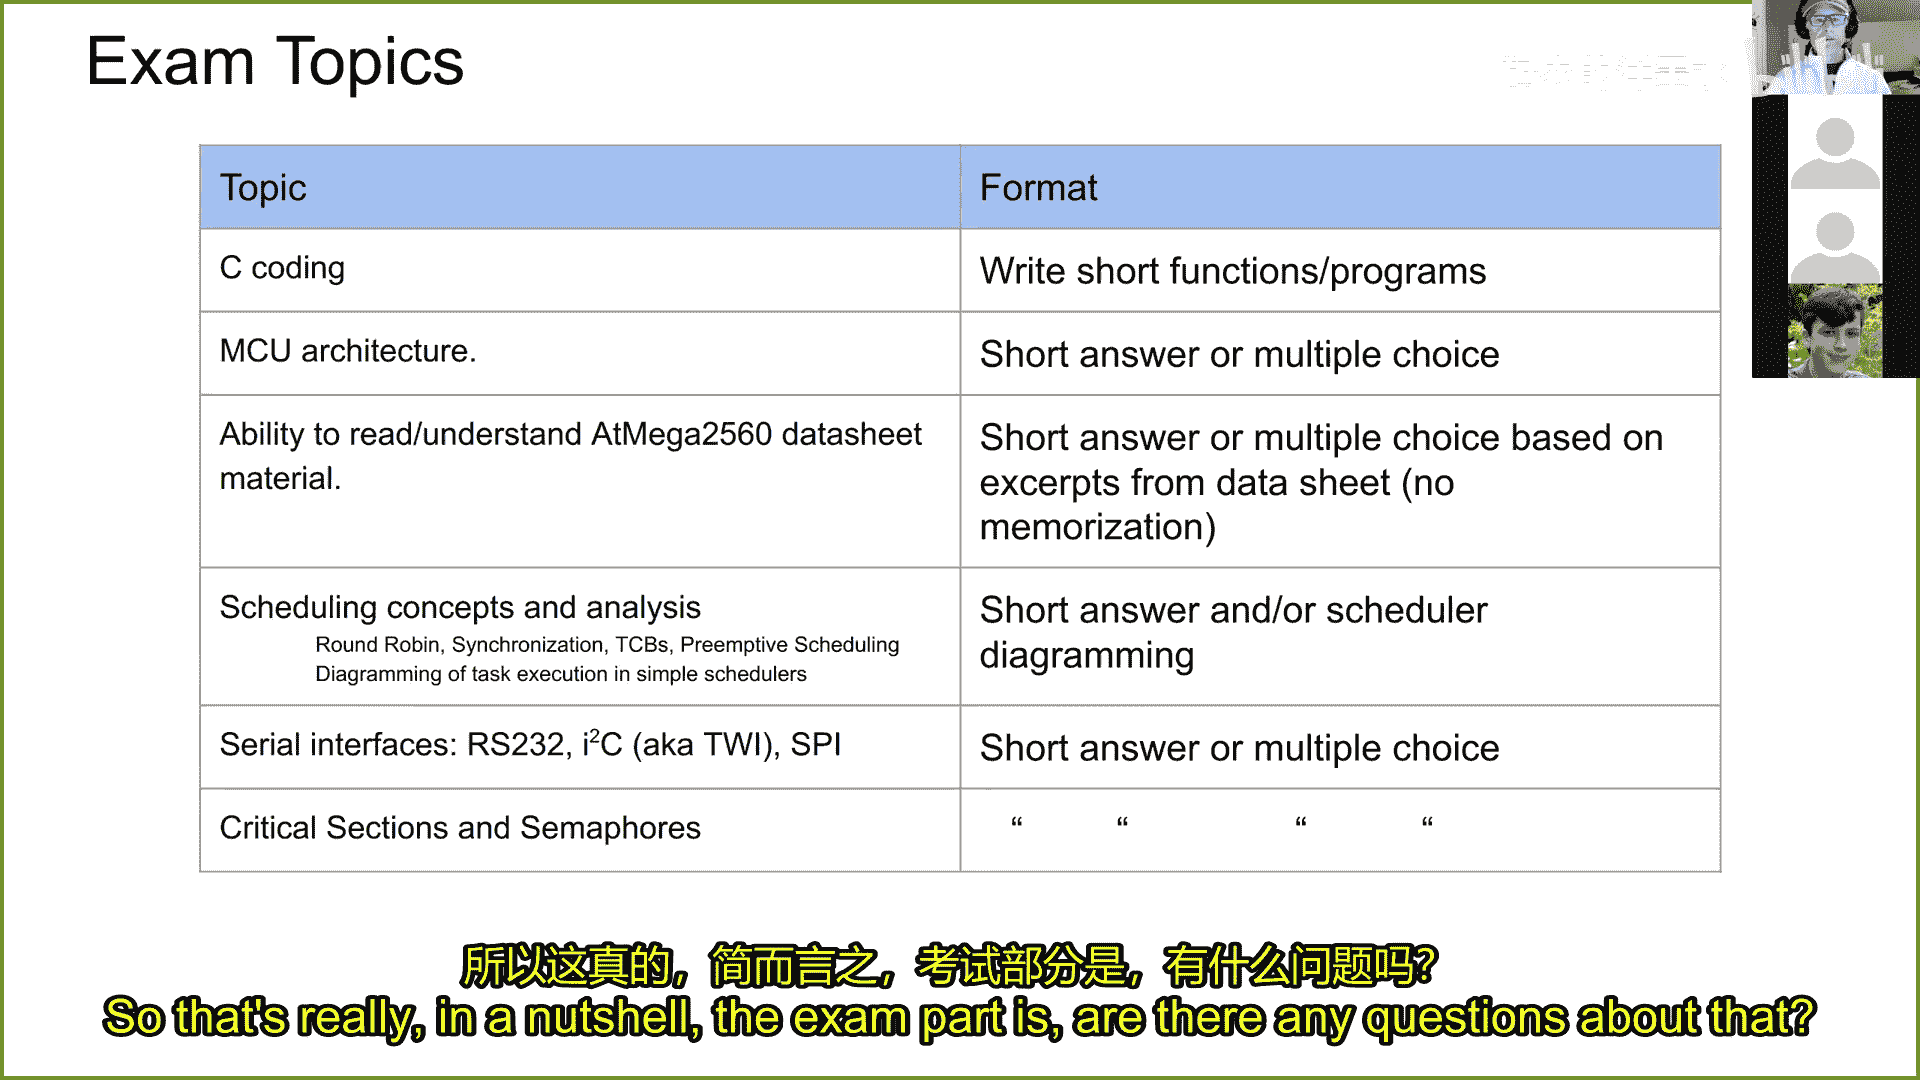 Exam Topics
Topic
Format
C coding
Write short functions/programs
MCU architecture.
Short answer or multiple choice
Ability to read/understand AtMega2560 datasheet
material.
Short answer or multiple choice based on
excerpts from data sheet (no
memorization)
Scheduling concepts and analysis
Round Robin, Synchronization, TCBs, Preemptive Scheduling
Diagramming of task execution in simple schedulers
Short answer and/or scheduler
diagramming
Serial interfaces: RS232, i²C (aka TWI), SPI
Short answer or multiple choice
Critical Sections and Semaphores
“ “ “ “
所以这真的，简而言之，考试部分是，有什么问题吗？
So that's really, in a nutshell, the exam part is, are there any questions about that?